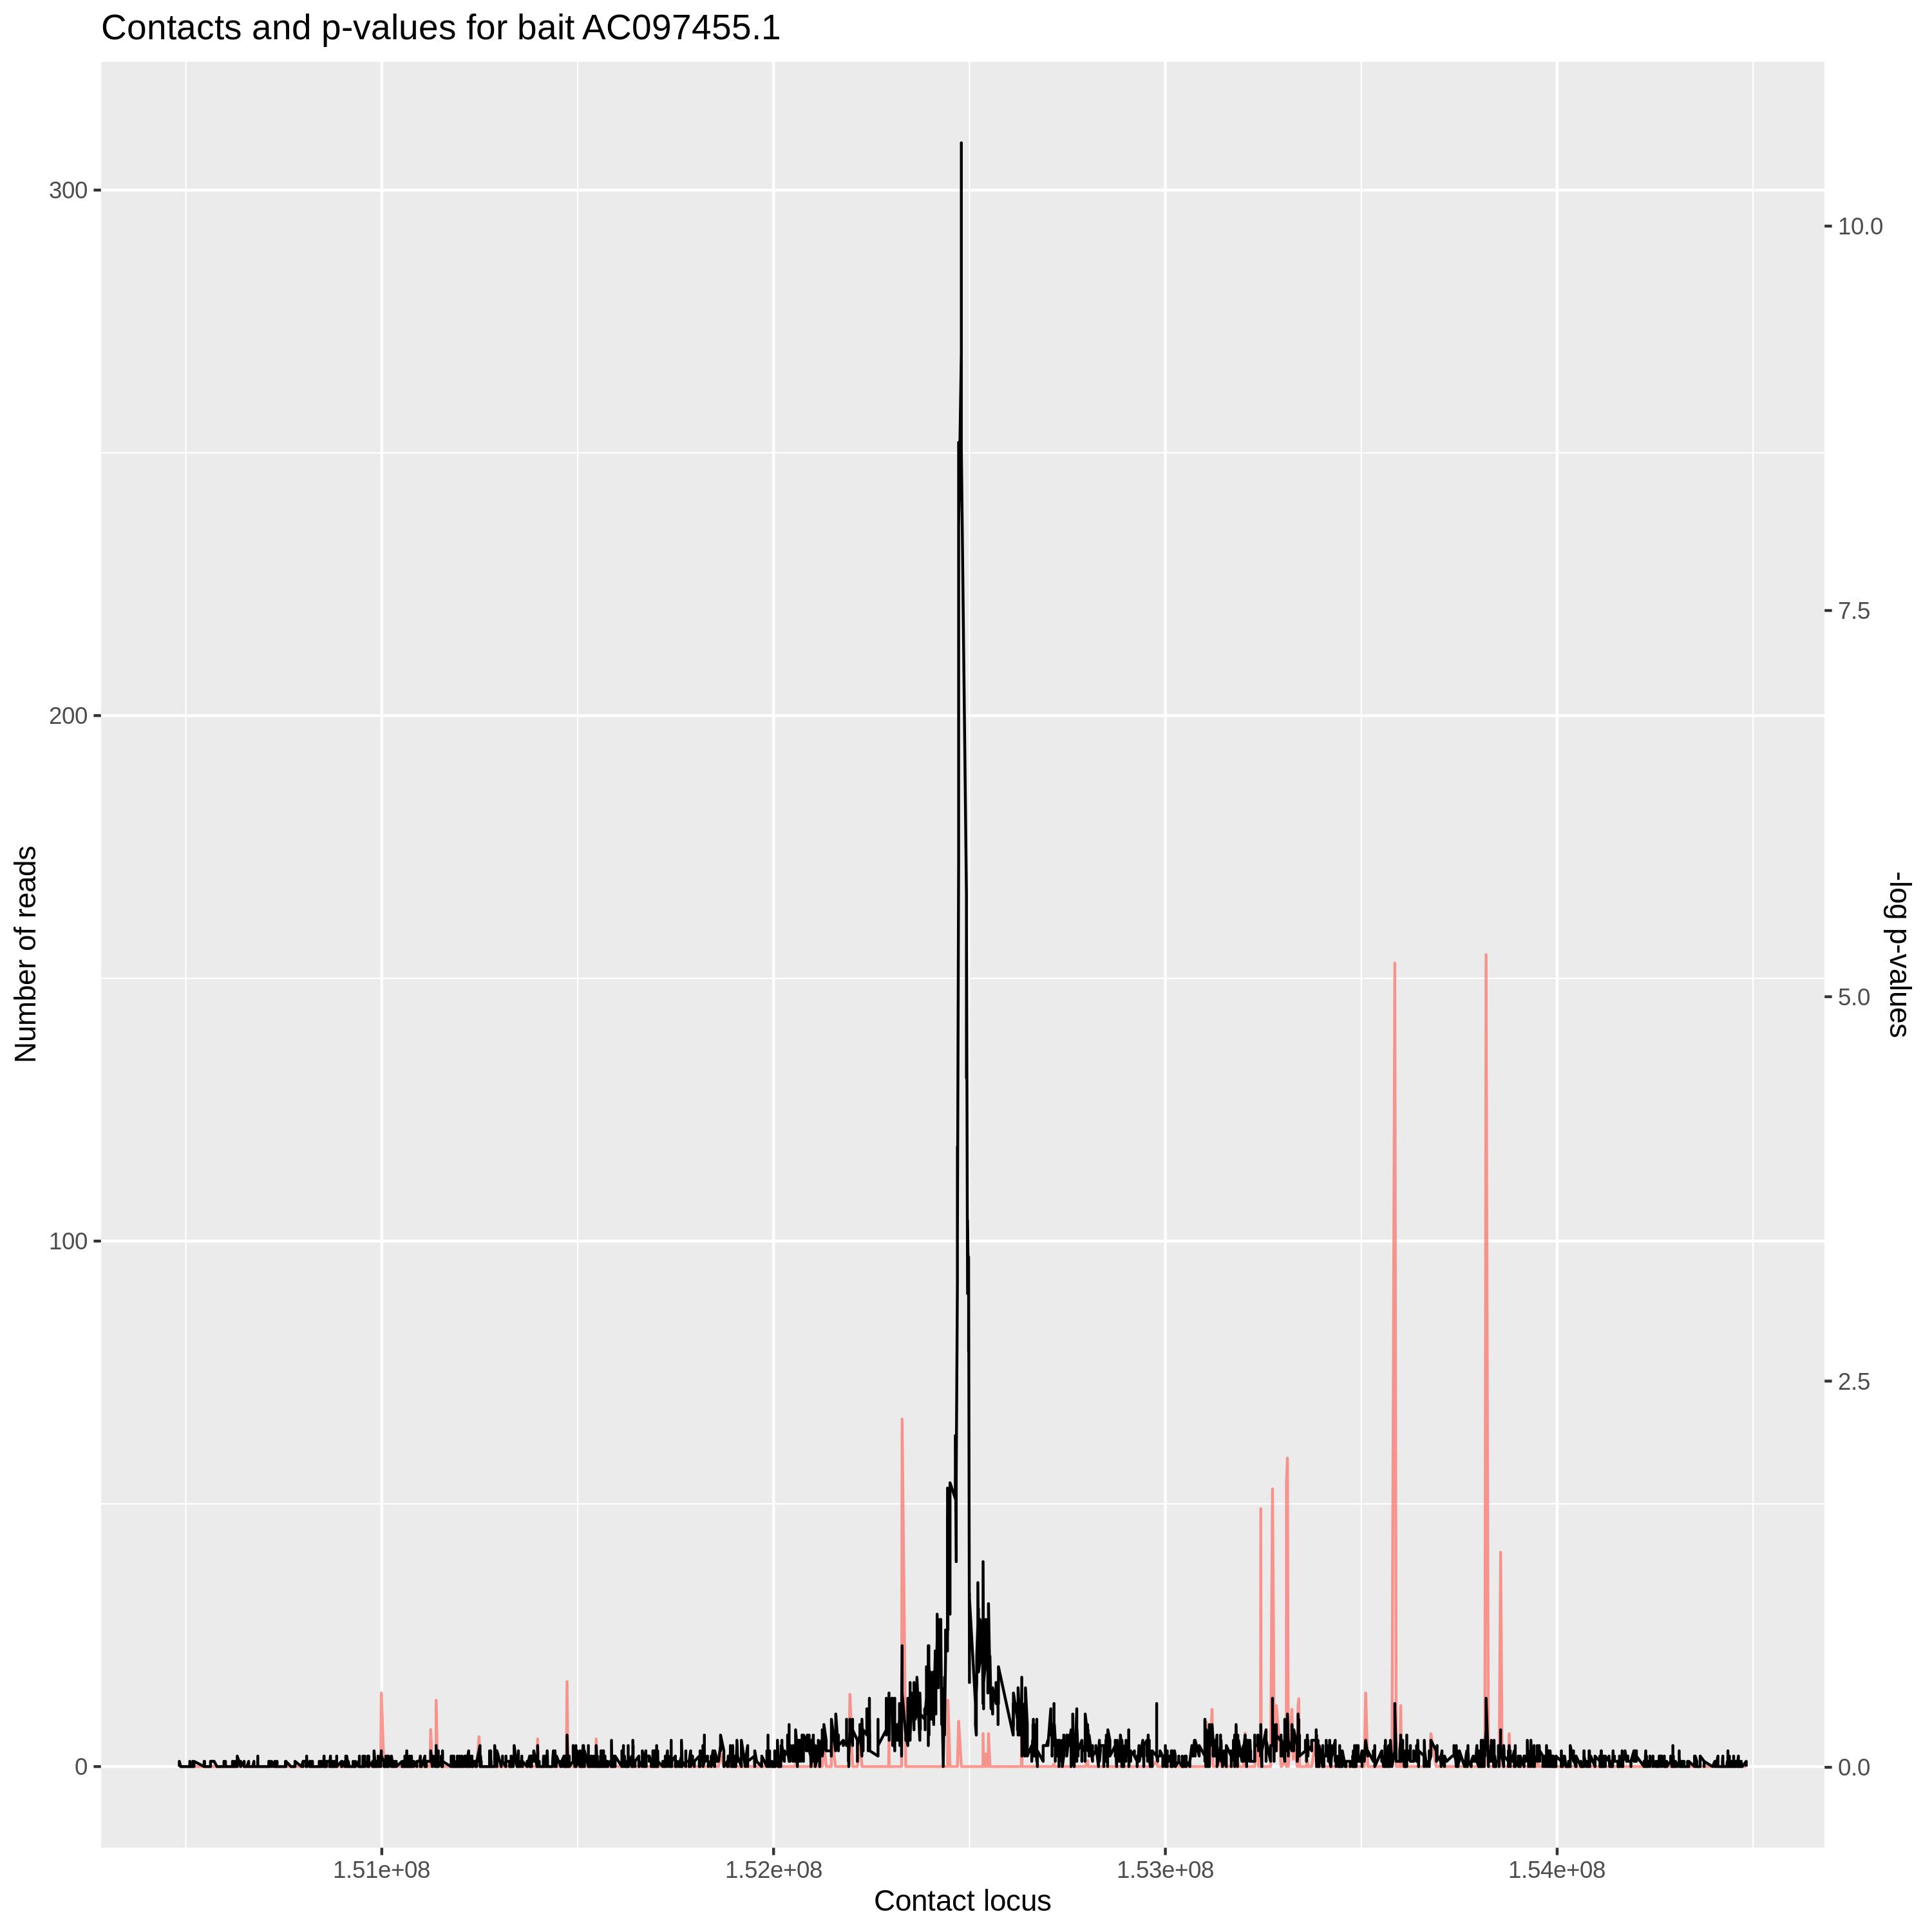 Contacts and p-values for bait AC097455.1
300
200
100
0
Number of reads
10.0
7.5
5.0
2.5
0.0
-log p-values
1.51e+08 1.52e+08 1.53e+08 1.54e+08
Contact locus